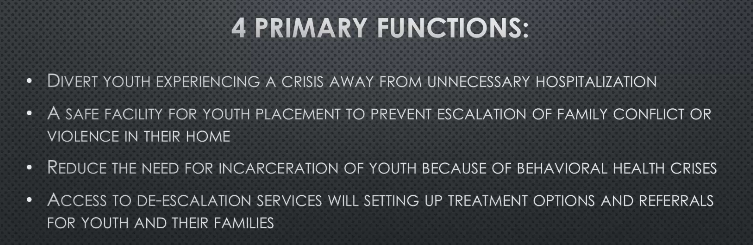 4 PRIMARY FUNCTIONS:
• DIVERT YOUTH EXPERIENCING A CRISIS AWAY FROM UNNECESSARY HOSPITALIZATION
• A SAFE FACILITY FOR YOUTH PLACEMENT TO PREVENT ESCALATION OF FAMILY CONFLICT OR
VIOLENCE IN THEIR HOME
• REDUCE THE NEED FOR INCARCERATION OF YOUTH BECAUSE OF BEHAVIORAL HEALTH CRISES
• ACCESS TO DE-ESCALATION SERVICES WILL SETTING UP TREATMENT OPTIONS AND REFERRALS
FOR YOUTH AND THEIR FAMILIES